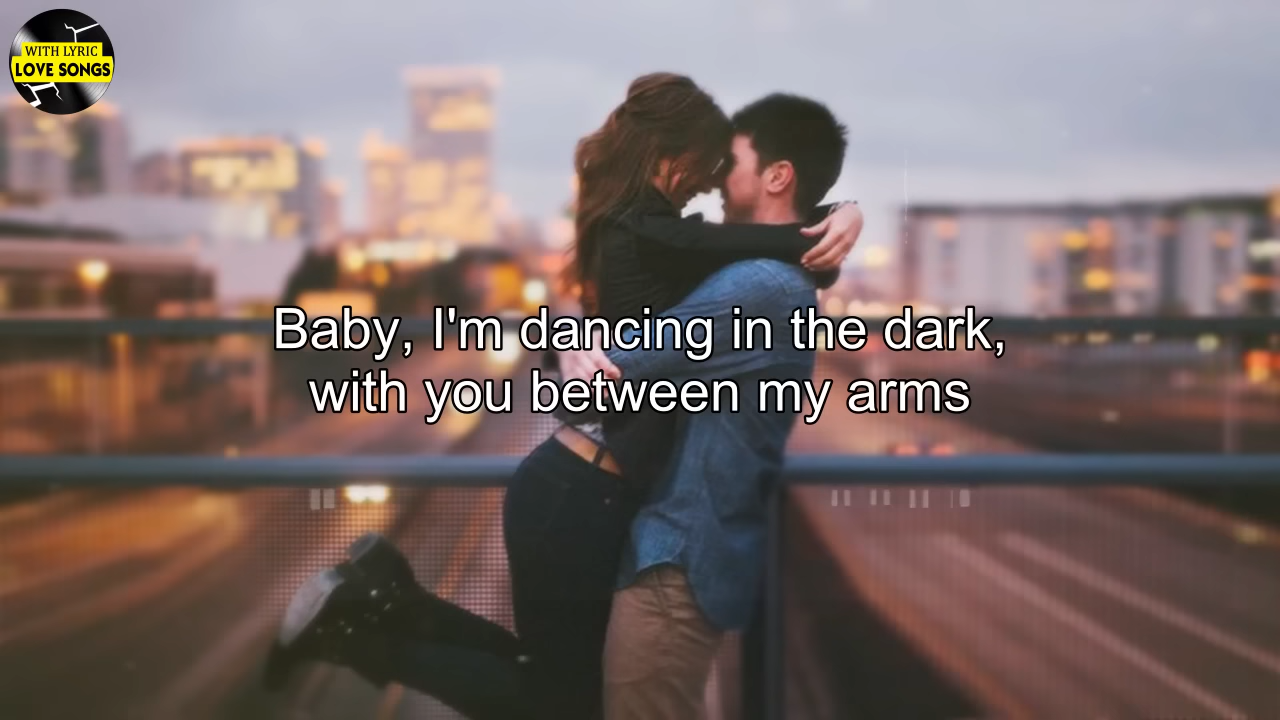 WITH LYRIC
LOVE SONGS
Baby, I'm dancing in the dark,
with you between my arms